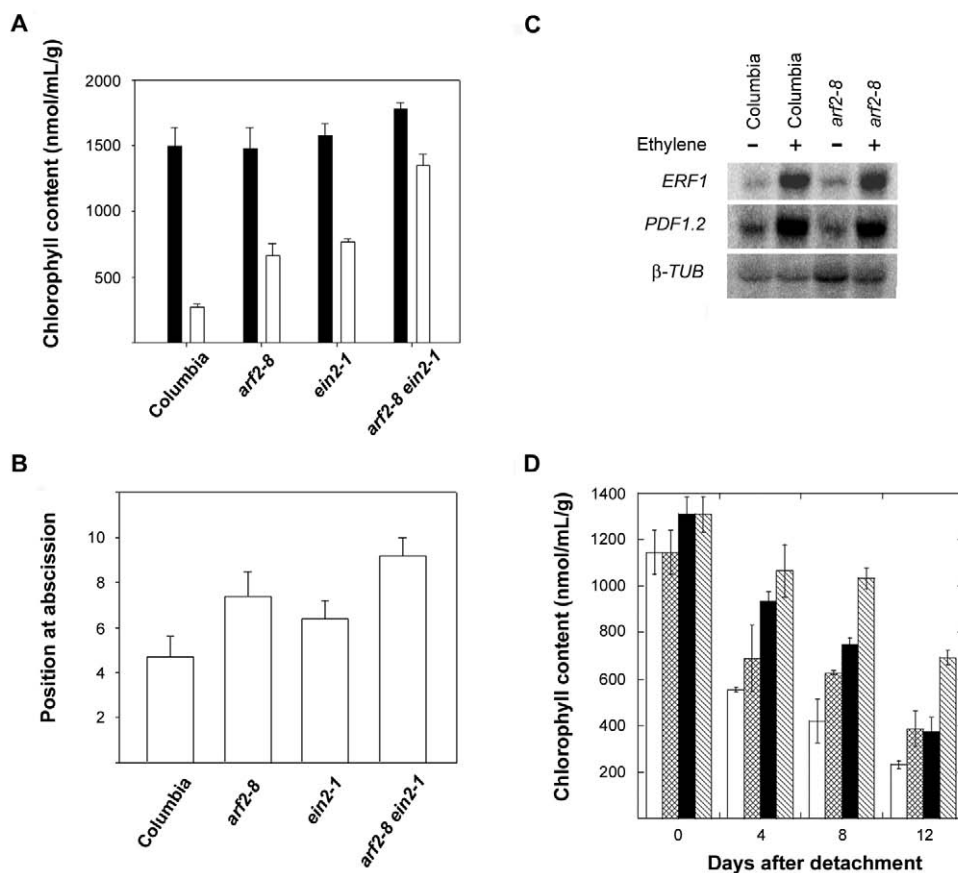 A
Chlorophyll content (nmol/mL/g)
2000
1500
1000
500
Columbia
arf2-8
ein2-1
arf2-8 ein2-1
B
Position at abscission
10
8
6
4
2
Columbia
arf2-8
ein2-1
arf2-8 ein2-1
C
Columbia
Columbia
arf2-8
arf2-8
Ethylene - + - +
ERF1
PDF1.2
β-TUB
D
Chlorophyll content (nmol/mL/g)
1400
1200
1000
800
600
400
200
0 4 8 12
Days after detachment